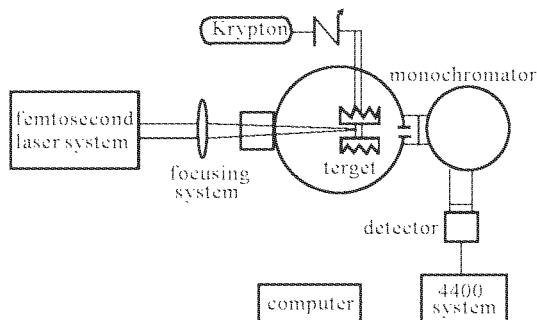 Krypton
monochromator
femtosecond
laser system
focusing
system
terget
detector
computer
4400
system